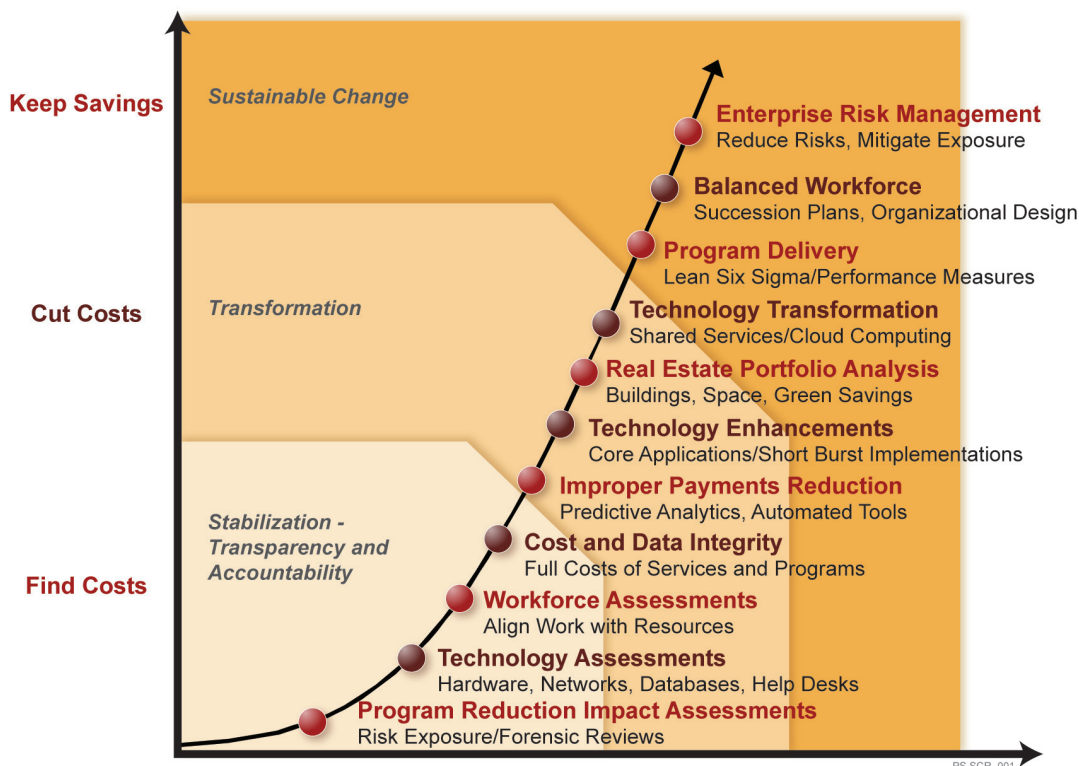 Keep Savings
Sustainable Change
Enterprise Risk Management
Reduce Risks, Mitigate Exposure
Balanced Workforce
Succession Plans, Organizational Design
Program Delivery
Lean Six Sigma/Performance Measures
Cut Costs
Transformation
Technology Transformation
Shared Services/Cloud Computing
Real Estate Portfolio Analysis
Buildings, Space, Green Savings
Technology Enhancements
Core Applications/Short Burst Implementations
Improper Payments Reduction
Predictive Analytics, Automated Tools
Find Costs
Stabilization -
Transparency and
Accountability
Cost and Data Integrity
Full Costs of Services and Programs
Workforce Assessments
Align Work with Resources
Technology Assessments
Hardware, Networks, Databases, Help Desks
Program Reduction Impact Assessments
Risk Exposure/Forensic Reviews